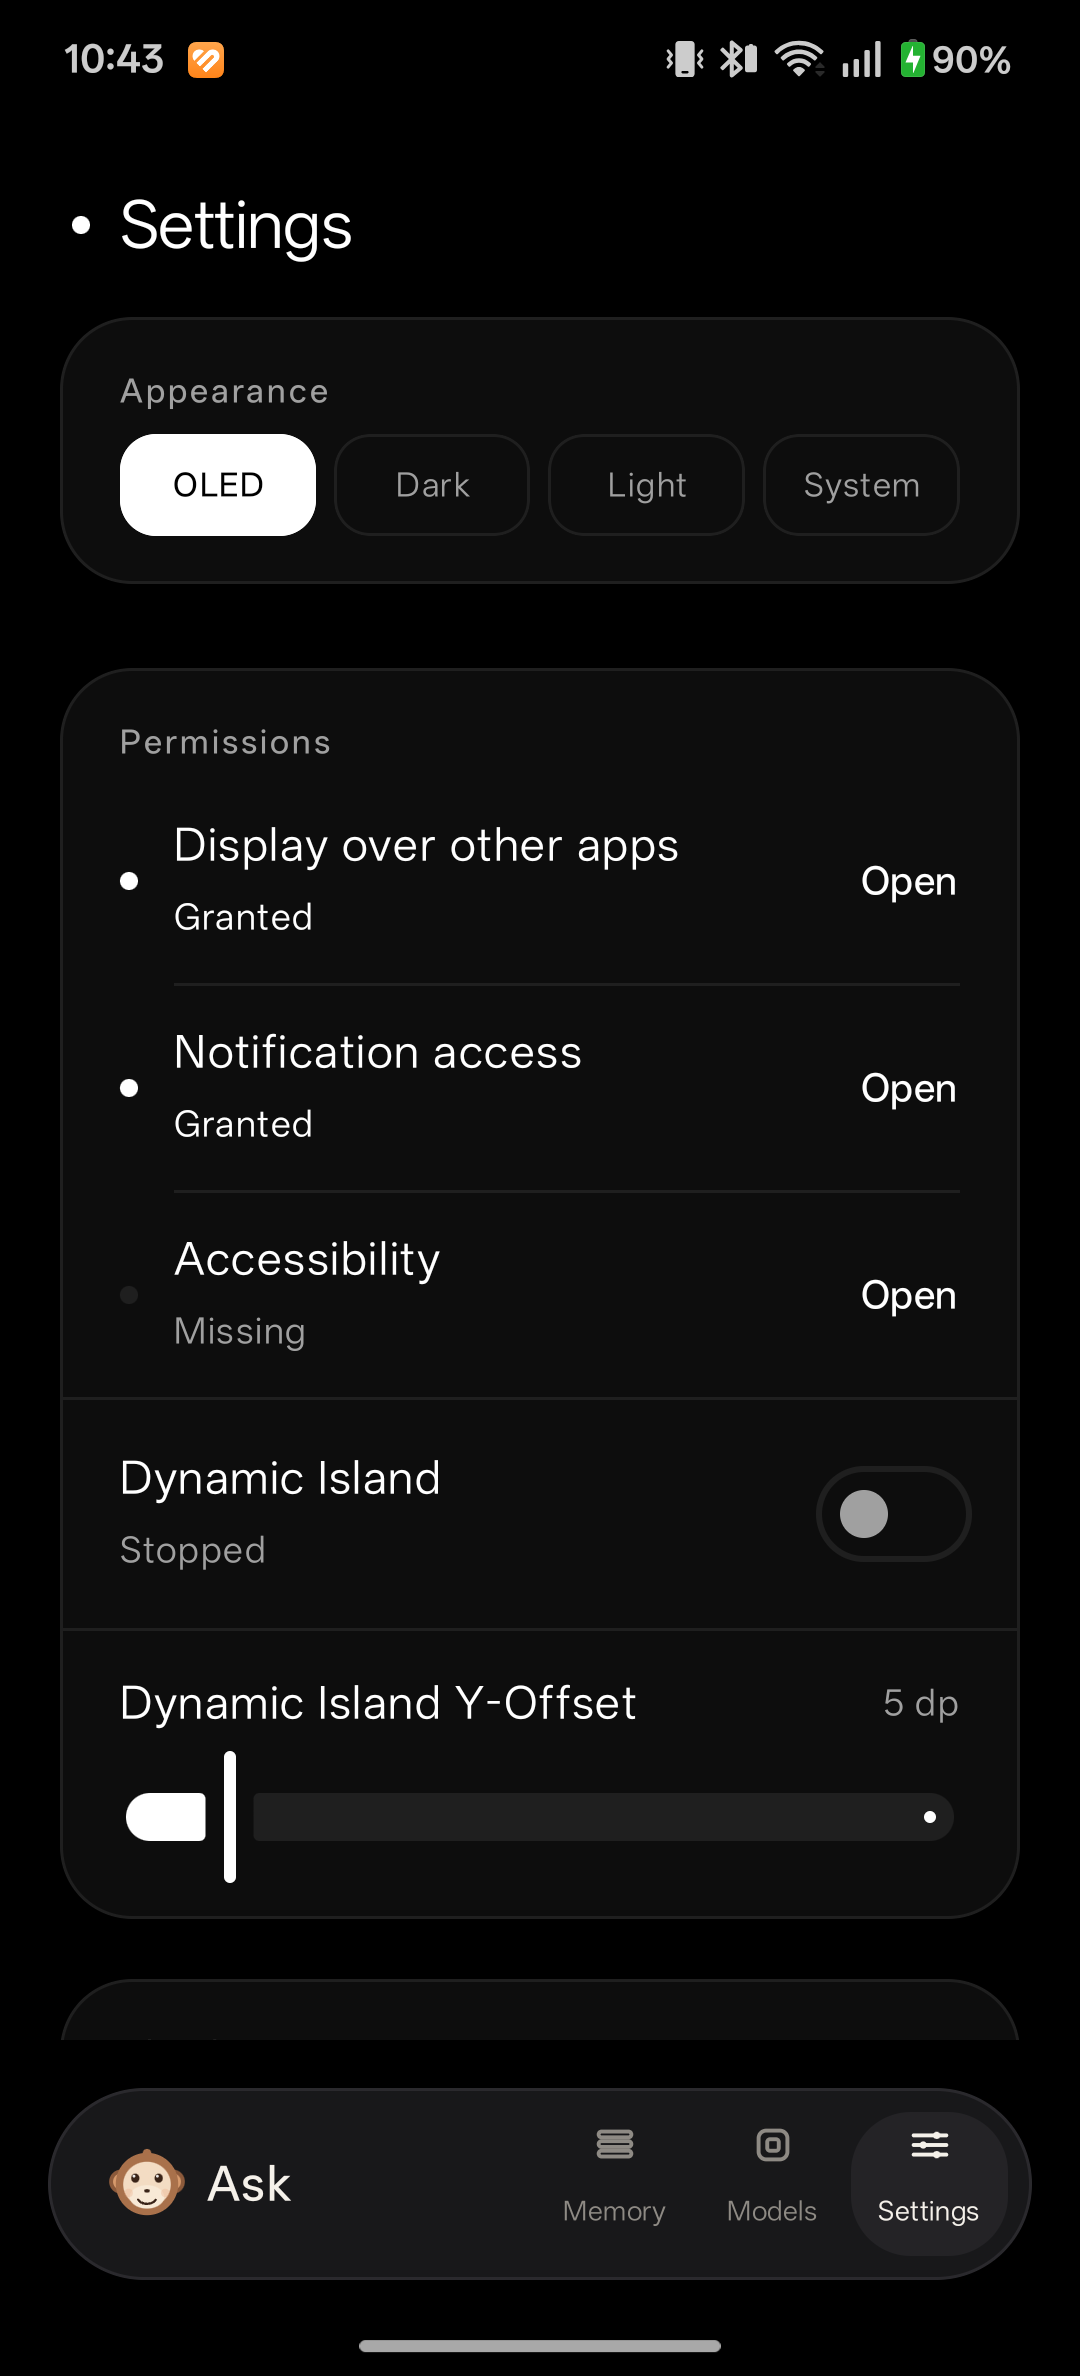 10:43
90%
Settings
Appearance
OLED
Dark
Light
System
Permissions
Display over other apps
Granted
Open
Notification access
Granted
Open
Accessibility
Missing
Open
Dynamic Island
Stopped
Dynamic Island Y-Offset
5 dp
Ask
Memory
Models
Settings